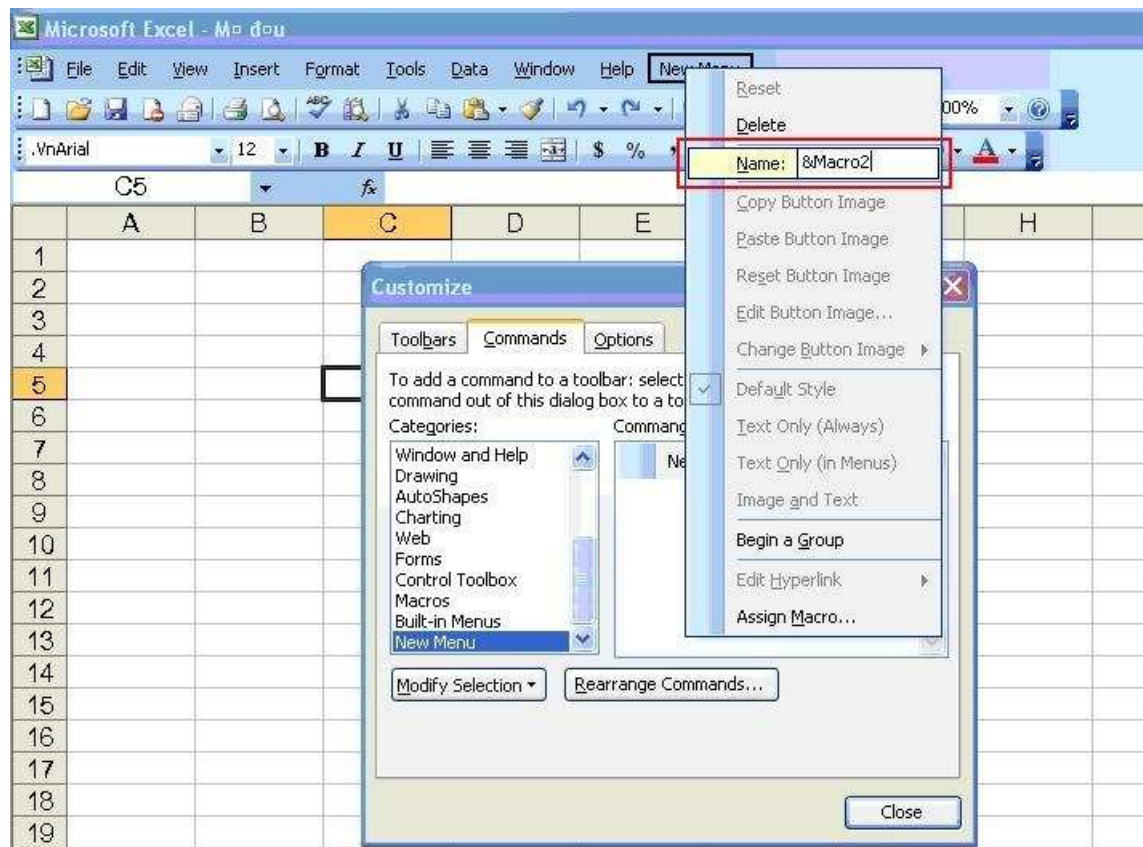 Microsoft Excel - M¤ đ¤u
File Edit View Insert Format Tools Data Window Help
00%
.VnArial 12 B I U $ % A
C5 fx
A B C D E H
1
2
3
4
5
6
7
8
9
10
11
12
13
14
15
16
17
18
19
Reset
Delete
Name: &Macro2
Copy Button Image
Paste Button Image
Reset Button Image
Edit Button Image...
Change Button Image
Default Style
Text Only (Always)
Text Only (in Menus)
Image and Text
Begin a Group
Edit Hyperlink
Assign Macro...
Customize
Toolbars Commands Options
To add a command to a toolbar: select
command out of this dialog box to a to
Categories:
Window and Help
Drawing
AutoShapes
Charting
Web
Forms
Control Toolbox
Macros
Built-in Menus
New Menu
Modify Selection Rearrange Commands...
Close